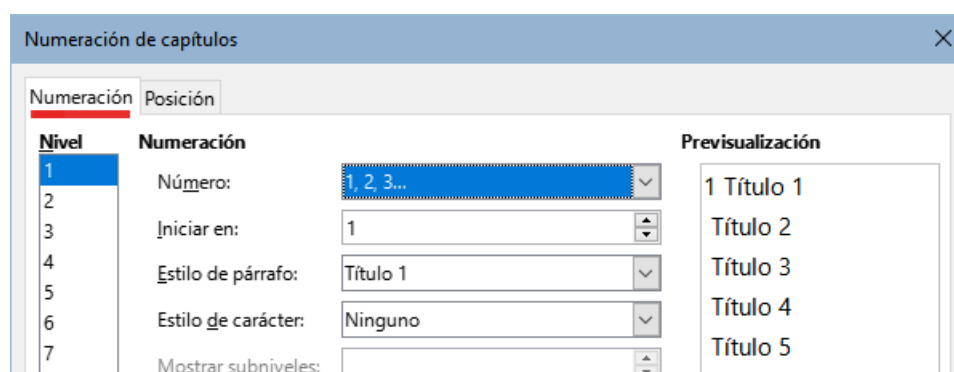 Numeración de capítulos
Numeración Posición
Nivel Numeración Previsualización
1 Número: 1, 2, 3... 1 Título 1
2 Título 2
3 Iniciar en: 1
4 Estilo de párrafo: Título 1 Título 3
5 Título 4
6 Estilo de carácter: Ninguno
7 Mostrar subniveles: Título 5